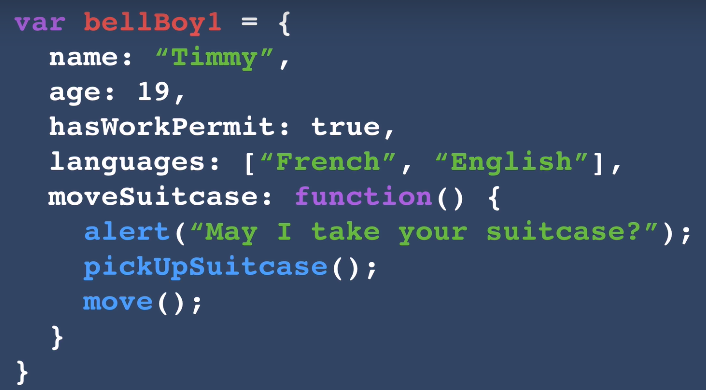 var bellBoy1 = {
  name: “Timmy”,
  age: 19,
  hasWorkPermit: true,
  languages: [“French”, “English”],
  moveSuitcase: function() {
    alert(“May I take your suitcase?”);
    pickUpSuitcase();
    move();
  }
}